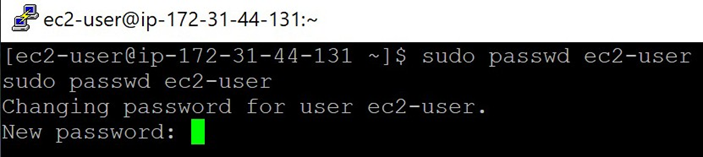 ec2-user@ip-172-31-44-131:~
[ec2-user@ip-172-31-44-131 ~]$ sudo passwd ec2-user
sudo passwd ec2-user
Changing password for user ec2-user.
New password: